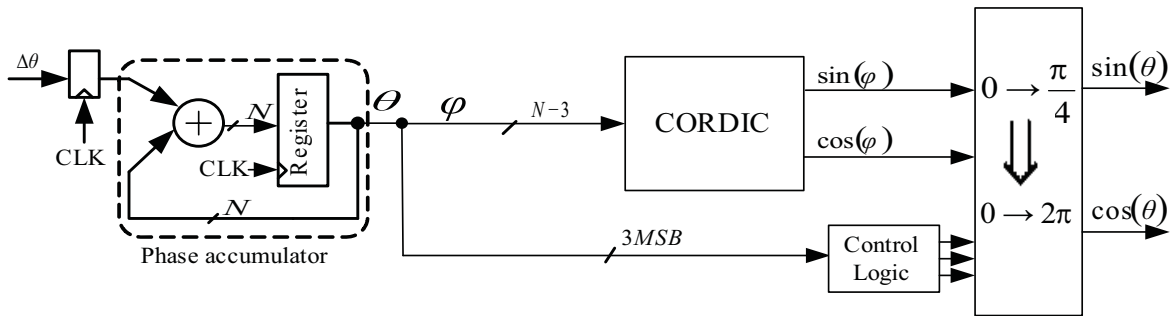 Δθ
CLK
+
N
Register
CLK
N
Phase accumulator
θ
φ
N−3
CORDIC
sin(φ)
cos(φ)
3MSB
Control
Logic
0 → π/4
⇓
0 → 2π
sin(θ)
cos(θ)